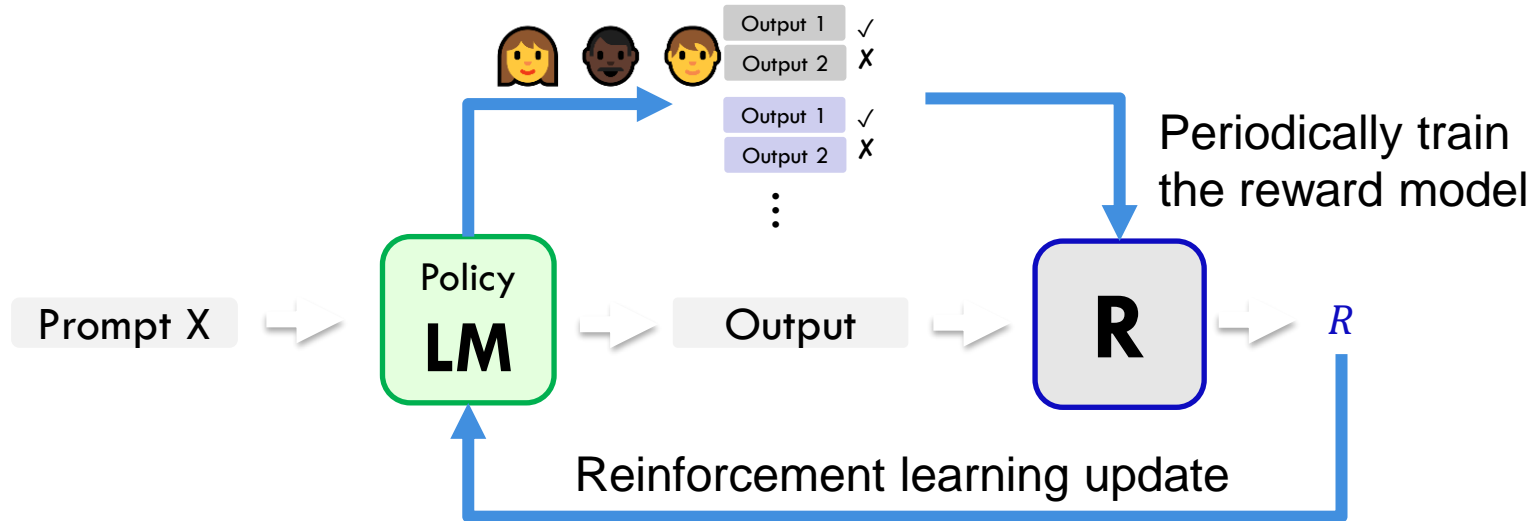 Output 1 ✓
Output 2 ✗
Output 1 ✓
Output 2 ✗
⋮
Periodically train
the reward model
Policy
LM
Prompt X
Output
R
R
Reinforcement learning update